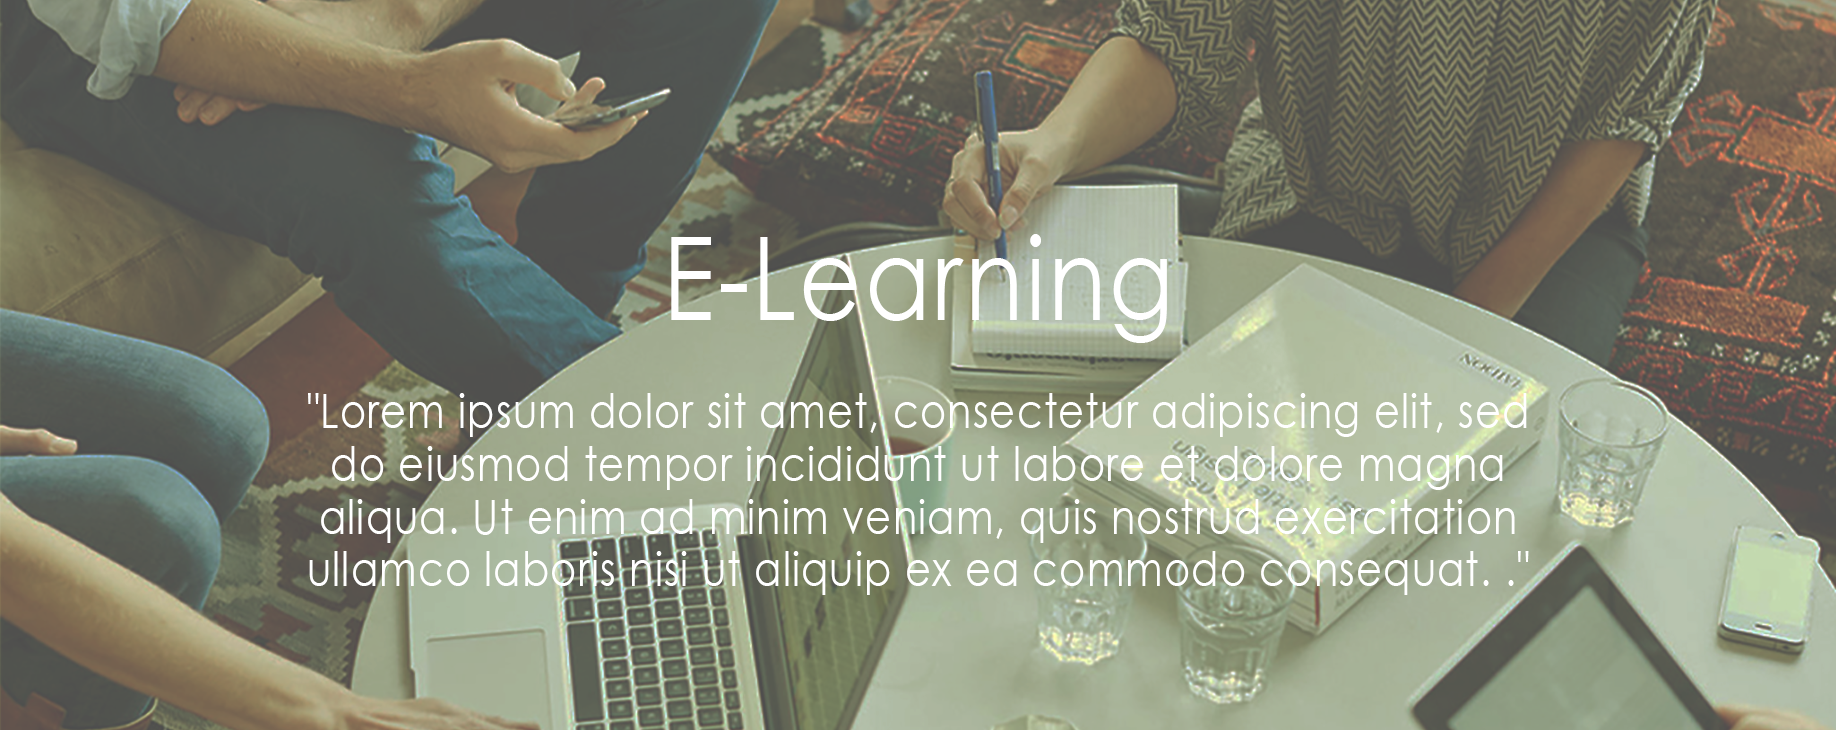 E-Learning
"Lorem ipsum dolor sit amet, consectetur adipiscing elit, sed
do eiusmod tempor incididunt ut labore et dolore magna
aliqua. Ut enim ad minim veniam, quis nostrud exercitation
ullamco laboris nisi ut aliquip ex ea commodo consequat. ."